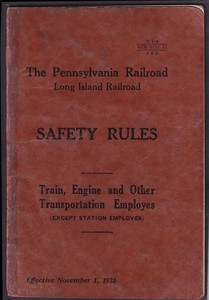 The Pennsylvania Railroad
Long Island Railroad
SAFETY RULES
Train, Engine and Other
Transportation Employes
(EXCEPT STATION EMPLOYES)
Effective November 1, 1952